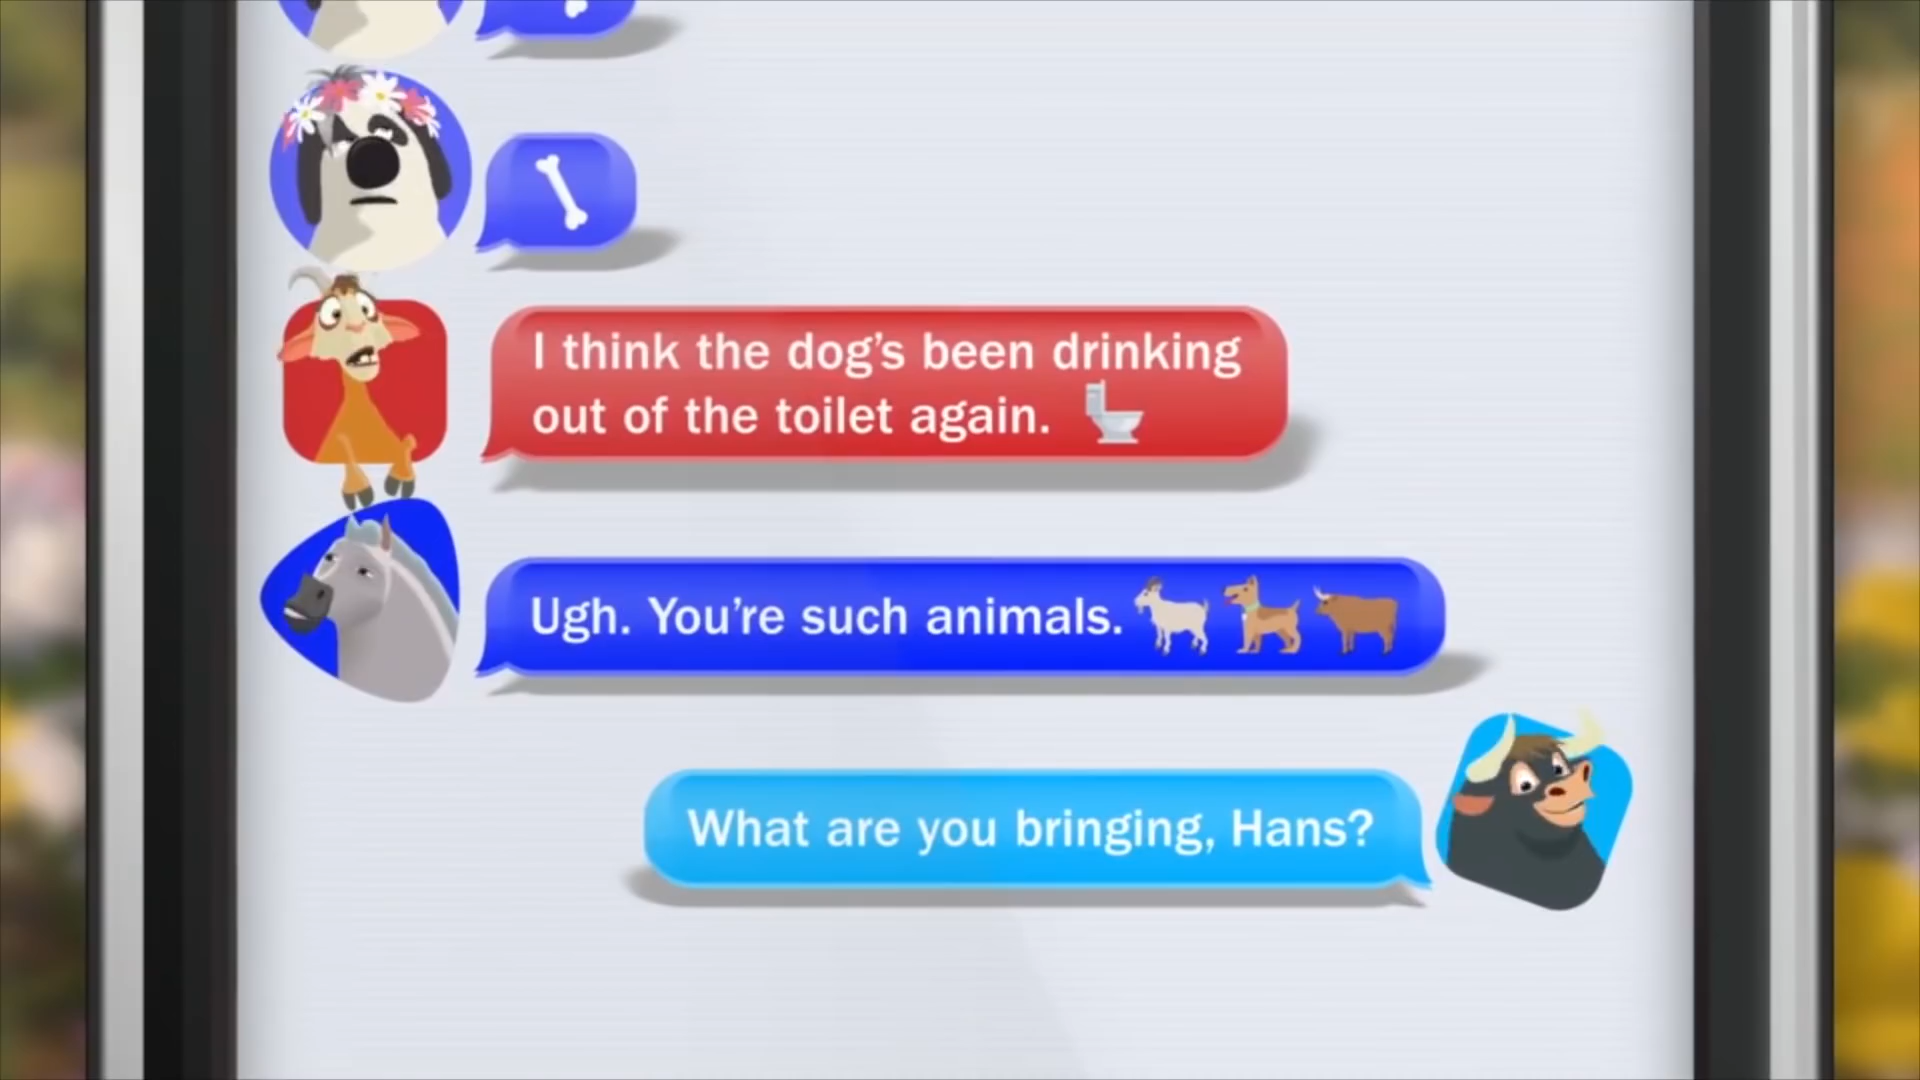 I think the dog's been drinking
out of the toilet again.
Ugh. You're such animals.
What are you bringing, Hans?